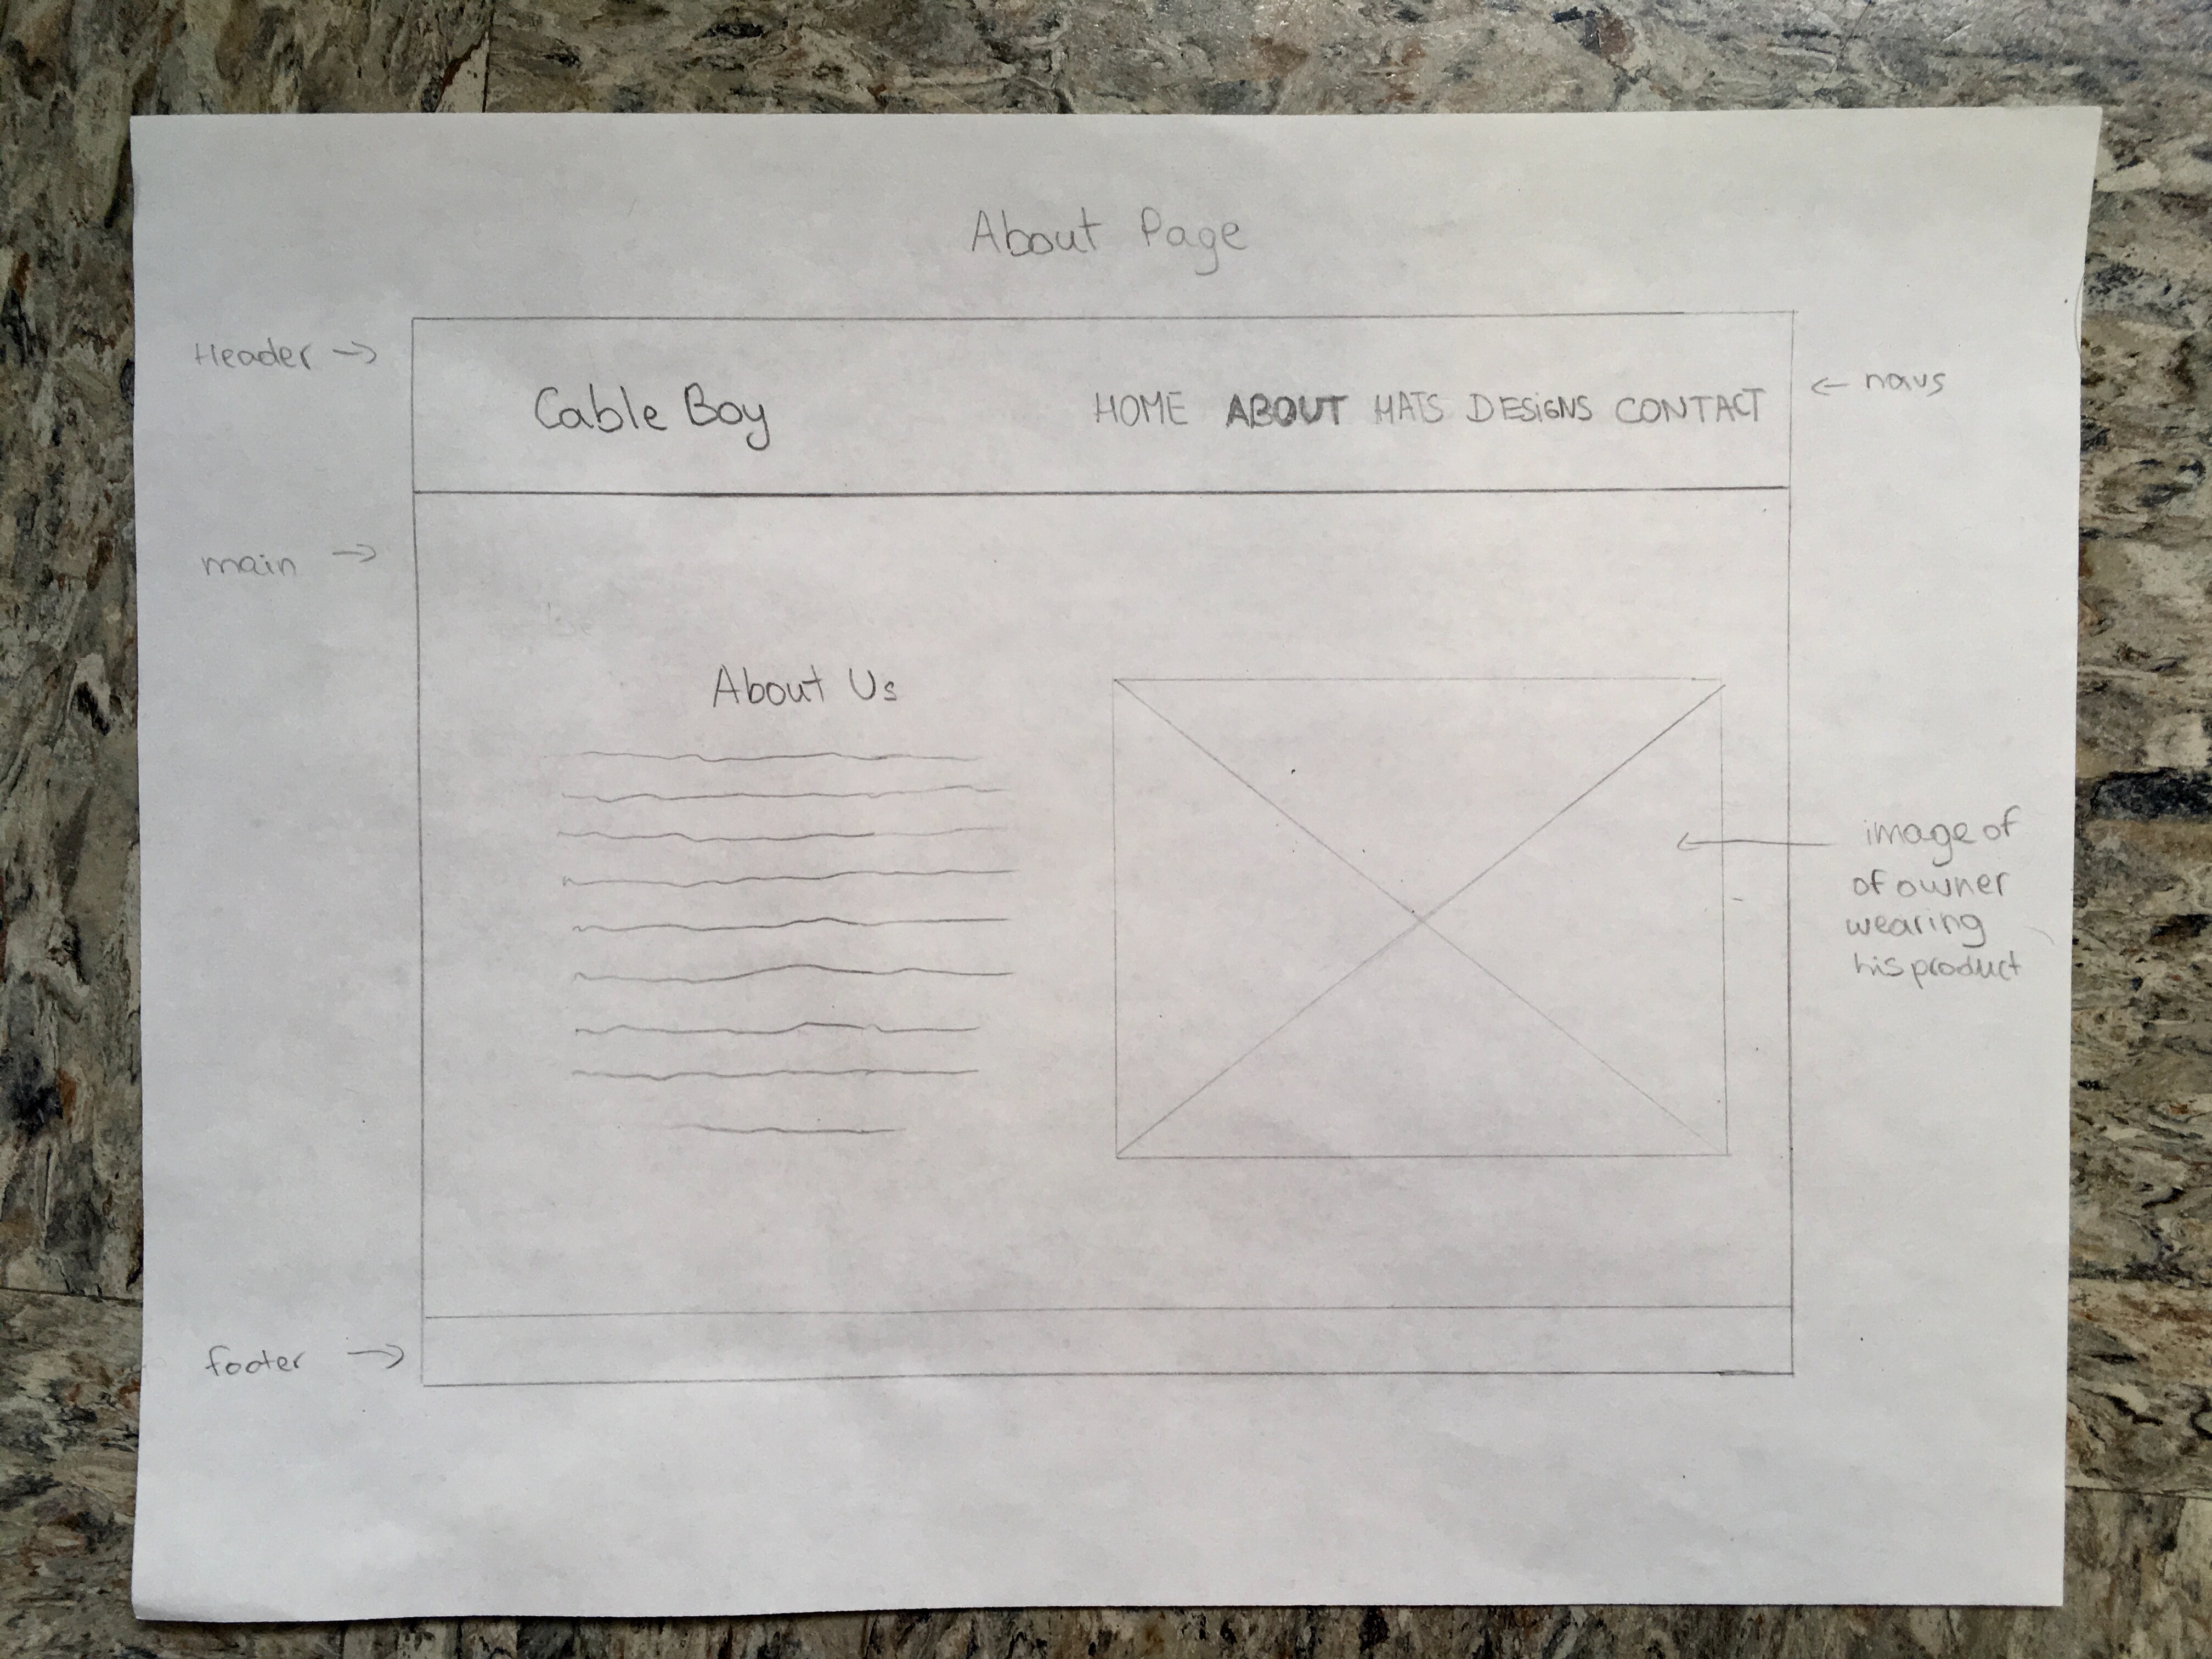 About Page
Header →
Cable Boy
HOME ABOUT HATS DESIGNS CONTACT
← navs
main →
About Us
image of
of owner
wearing
his product
footer →